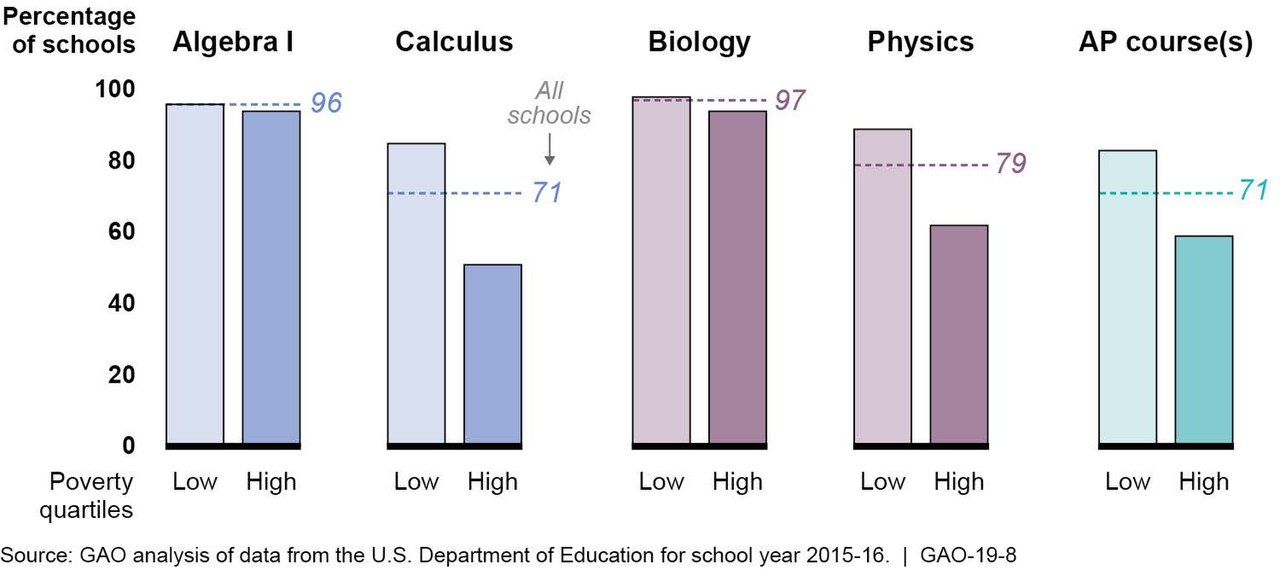 Percentage
of schools
Algebra I
Calculus
Biology
Physics
AP course(s)
100
80
60
40
20
0
96
All
schools
71
97
79
71
Poverty
quartiles
Low High
Low High
Low High
Low High
Low High
Source: GAO analysis of data from the U.S. Department of Education for school year 2015-16. | GAO-19-8